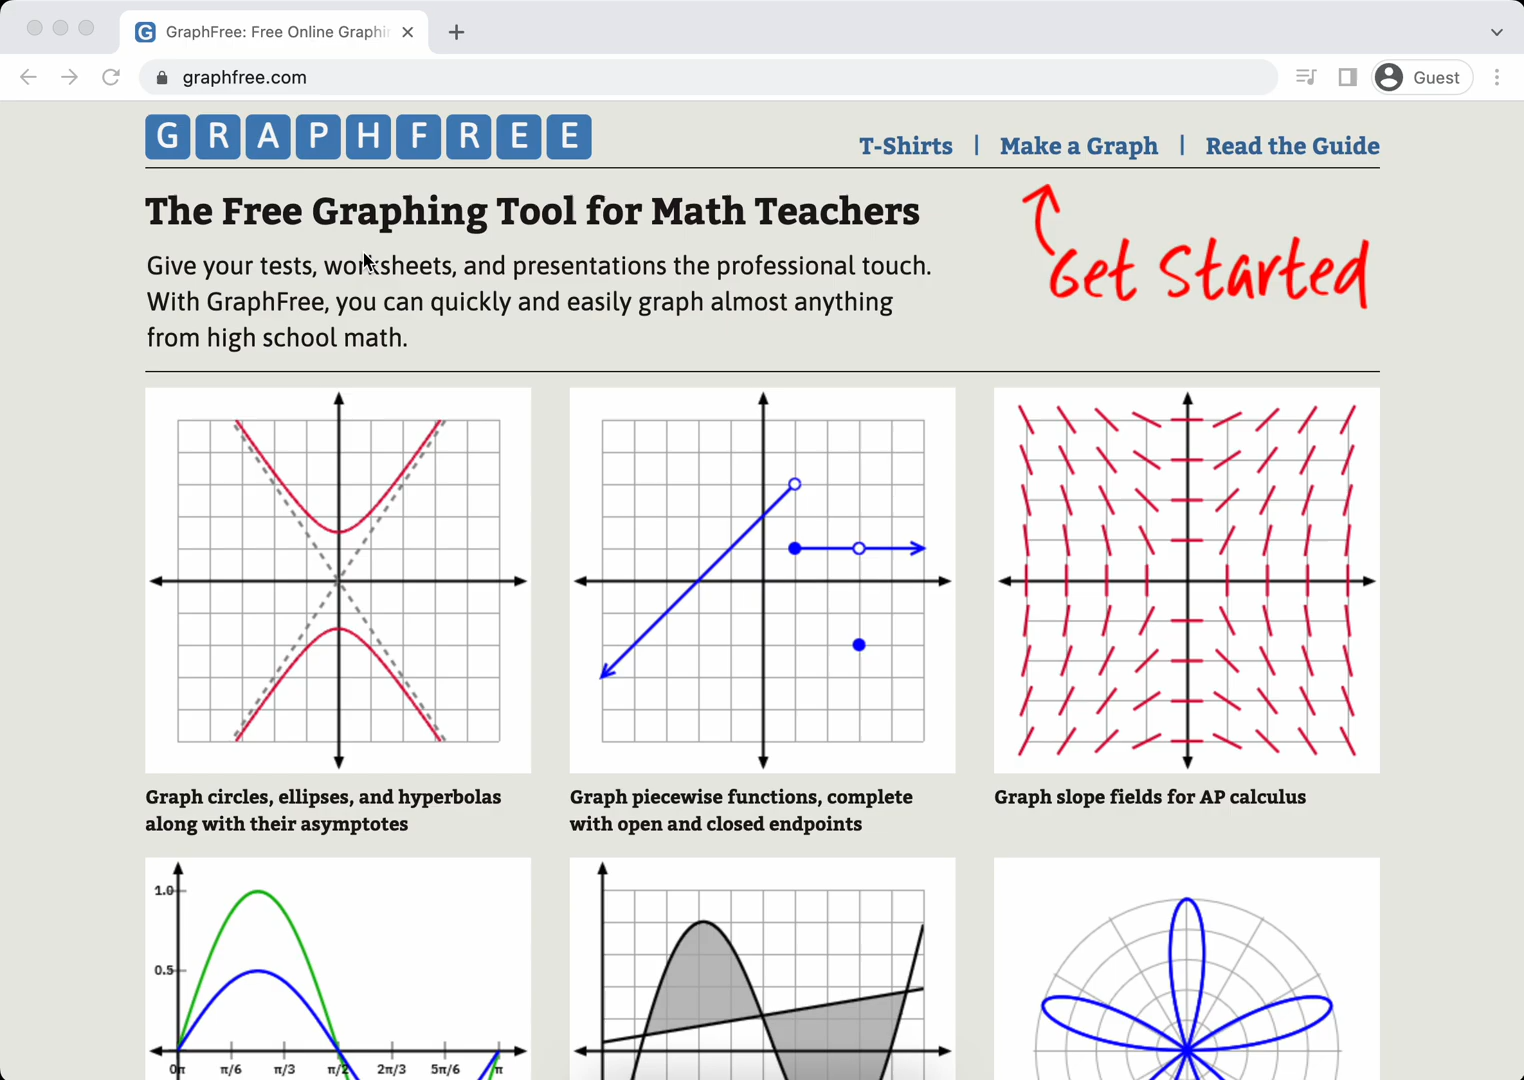 GraphFree: Free Online Graphi
graphfree.com
Guest
GRAPHFREE
T-Shirts | Make a Graph | Read the Guide
The Free Graphing Tool for Math Teachers
Give your tests, worksheets, and presentations the professional touch.
With GraphFree, you can quickly and easily graph almost anything
from high school math.
Get Started
Graph circles, ellipses, and hyperbolas
along with their asymptotes
Graph piecewise functions, complete
with open and closed endpoints
Graph slope fields for AP calculus
1.0
0.5
0π π/6 π/3 π/2 2π/3 5π/6 π